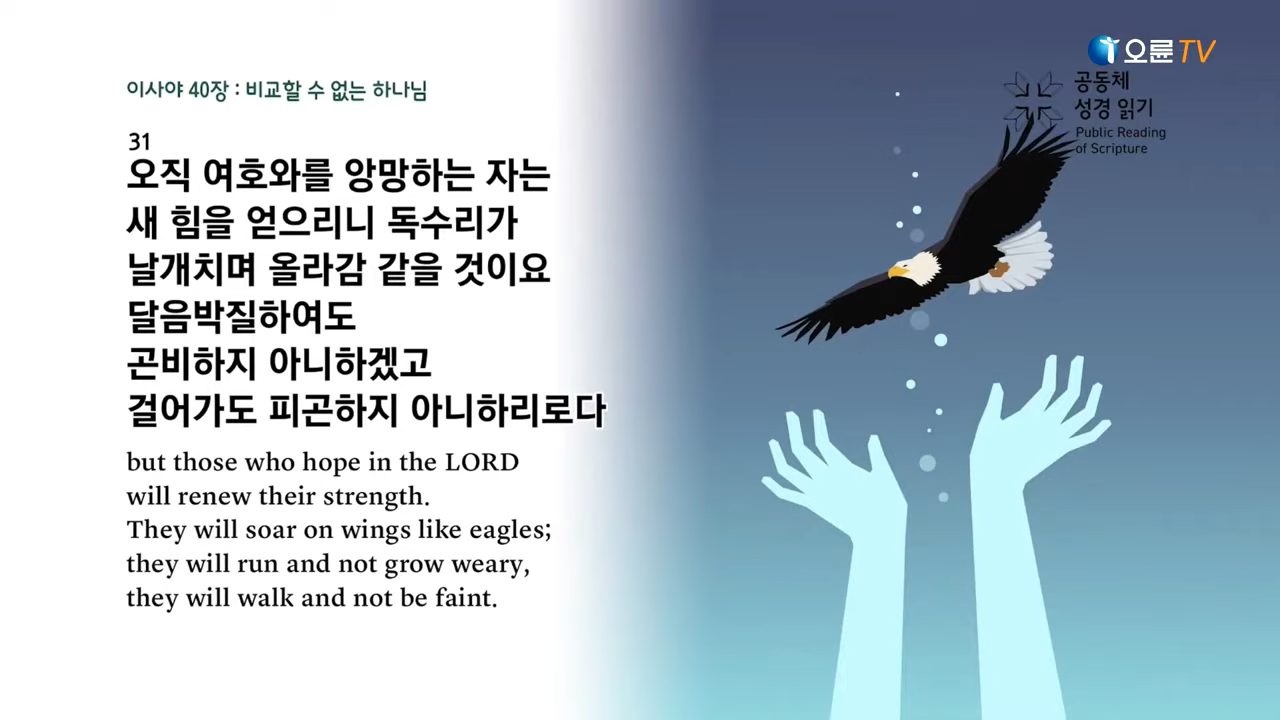 오륜TV
공동체
성경 읽기
Public Reading
of Scripture
이사야 40장 : 비교할 수 없는 하나님
31
오직 여호와를 앙망하는 자는
새 힘을 얻으리니 독수리가
날개치며 올라감 같을 것이요
달음박질하여도
곤비하지 아니하겠고
걸어가도 피곤하지 아니하리로다
but those who hope in the LORD
will renew their strength.
They will soar on wings like eagles;
they will run and not grow weary,
they will walk and not be faint.